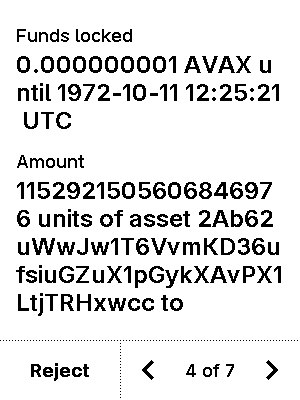 Funds locked
0.000000001 AVAX u
ntil 1972-10-11 12:25:21
UTC
Amount
115292150560684697
6 units of asset 2Ab62
uWwJw1T6VvmKD36u
fsiuGZuX1pGykXAvPX1
LtjTRHxwcc to
Reject
4 of 7